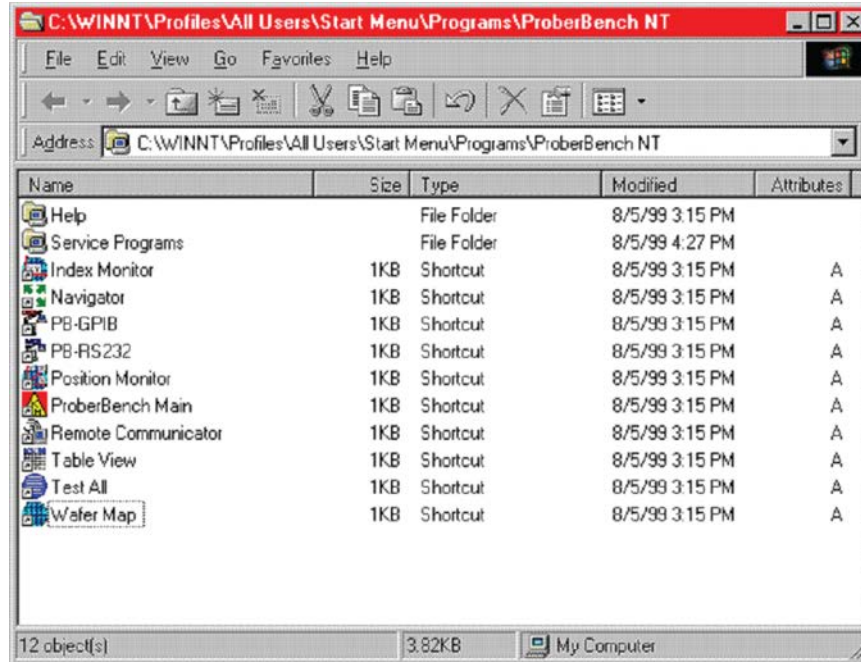 C:\WINNT\Profiles\All Users\Start Menu\Programs\ProberBench NT
File Edit View Go Favorites Help
Address C:\WINNT\Profiles\All Users\Start Menu\Programs\ProberBench NT
Name Size Type Modified Attributes
Help File Folder 8/5/99 3:15 PM
Service Programs File Folder 8/5/99 4:27 PM
Index Monitor 1KB Shortcut 8/5/99 3:15 PM A
Navigator 1KB Shortcut 8/5/99 3:15 PM A
PB-GPIB 1KB Shortcut 8/5/99 3:15 PM A
PB-RS232 1KB Shortcut 8/5/99 3:15 PM A
Position Monitor 1KB Shortcut 8/5/99 3:15 PM A
ProberBench Main 1KB Shortcut 8/5/99 3:15 PM A
Remote Communicator 1KB Shortcut 8/5/99 3:15 PM A
Table View 1KB Shortcut 8/5/99 3:15 PM A
Test All 1KB Shortcut 8/5/99 3:15 PM A
Wafer Map 1KB Shortcut 8/5/99 3:15 PM A
12 object(s) 3.82KB My Computer